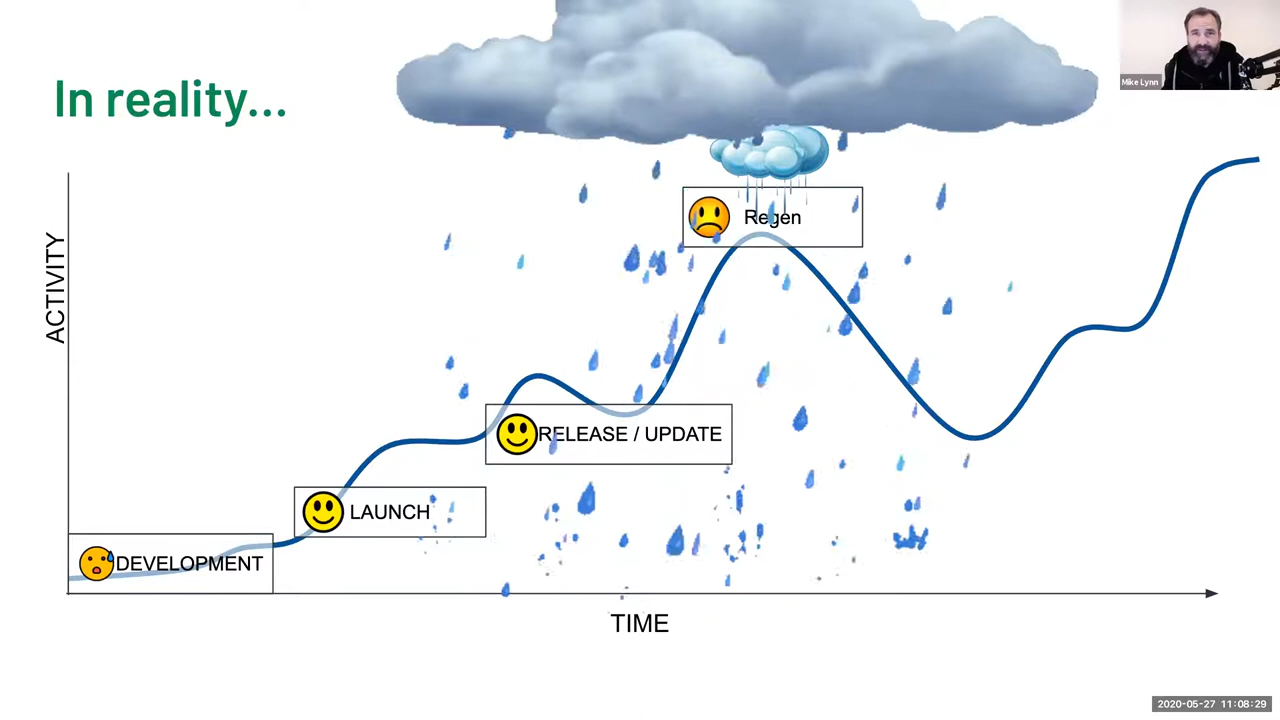 In reality...
Mike Lynn
ACTIVITY
Regen
RELEASE / UPDATE
LAUNCH
DEVELOPMENT
TIME
2020-05-27 11:08:29